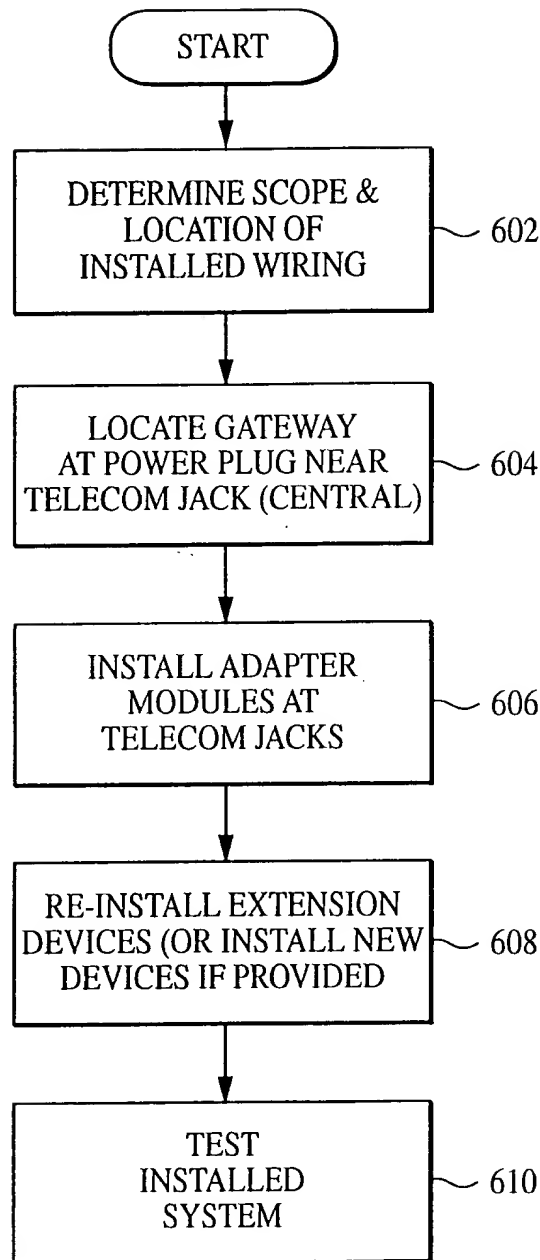 START
DETERMINE SCOPE &
LOCATION OF
INSTALLED WIRING
602
LOCATE GATEWAY
AT POWER PLUG NEAR
TELECOM JACK (CENTRAL)
604
INSTALL ADAPTER
MODULES AT
TELECOM JACKS
606
RE-INSTALL EXTENSION
DEVICES (OR INSTALL NEW
DEVICES IF PROVIDED
608
TEST
INSTALLED
SYSTEM
610